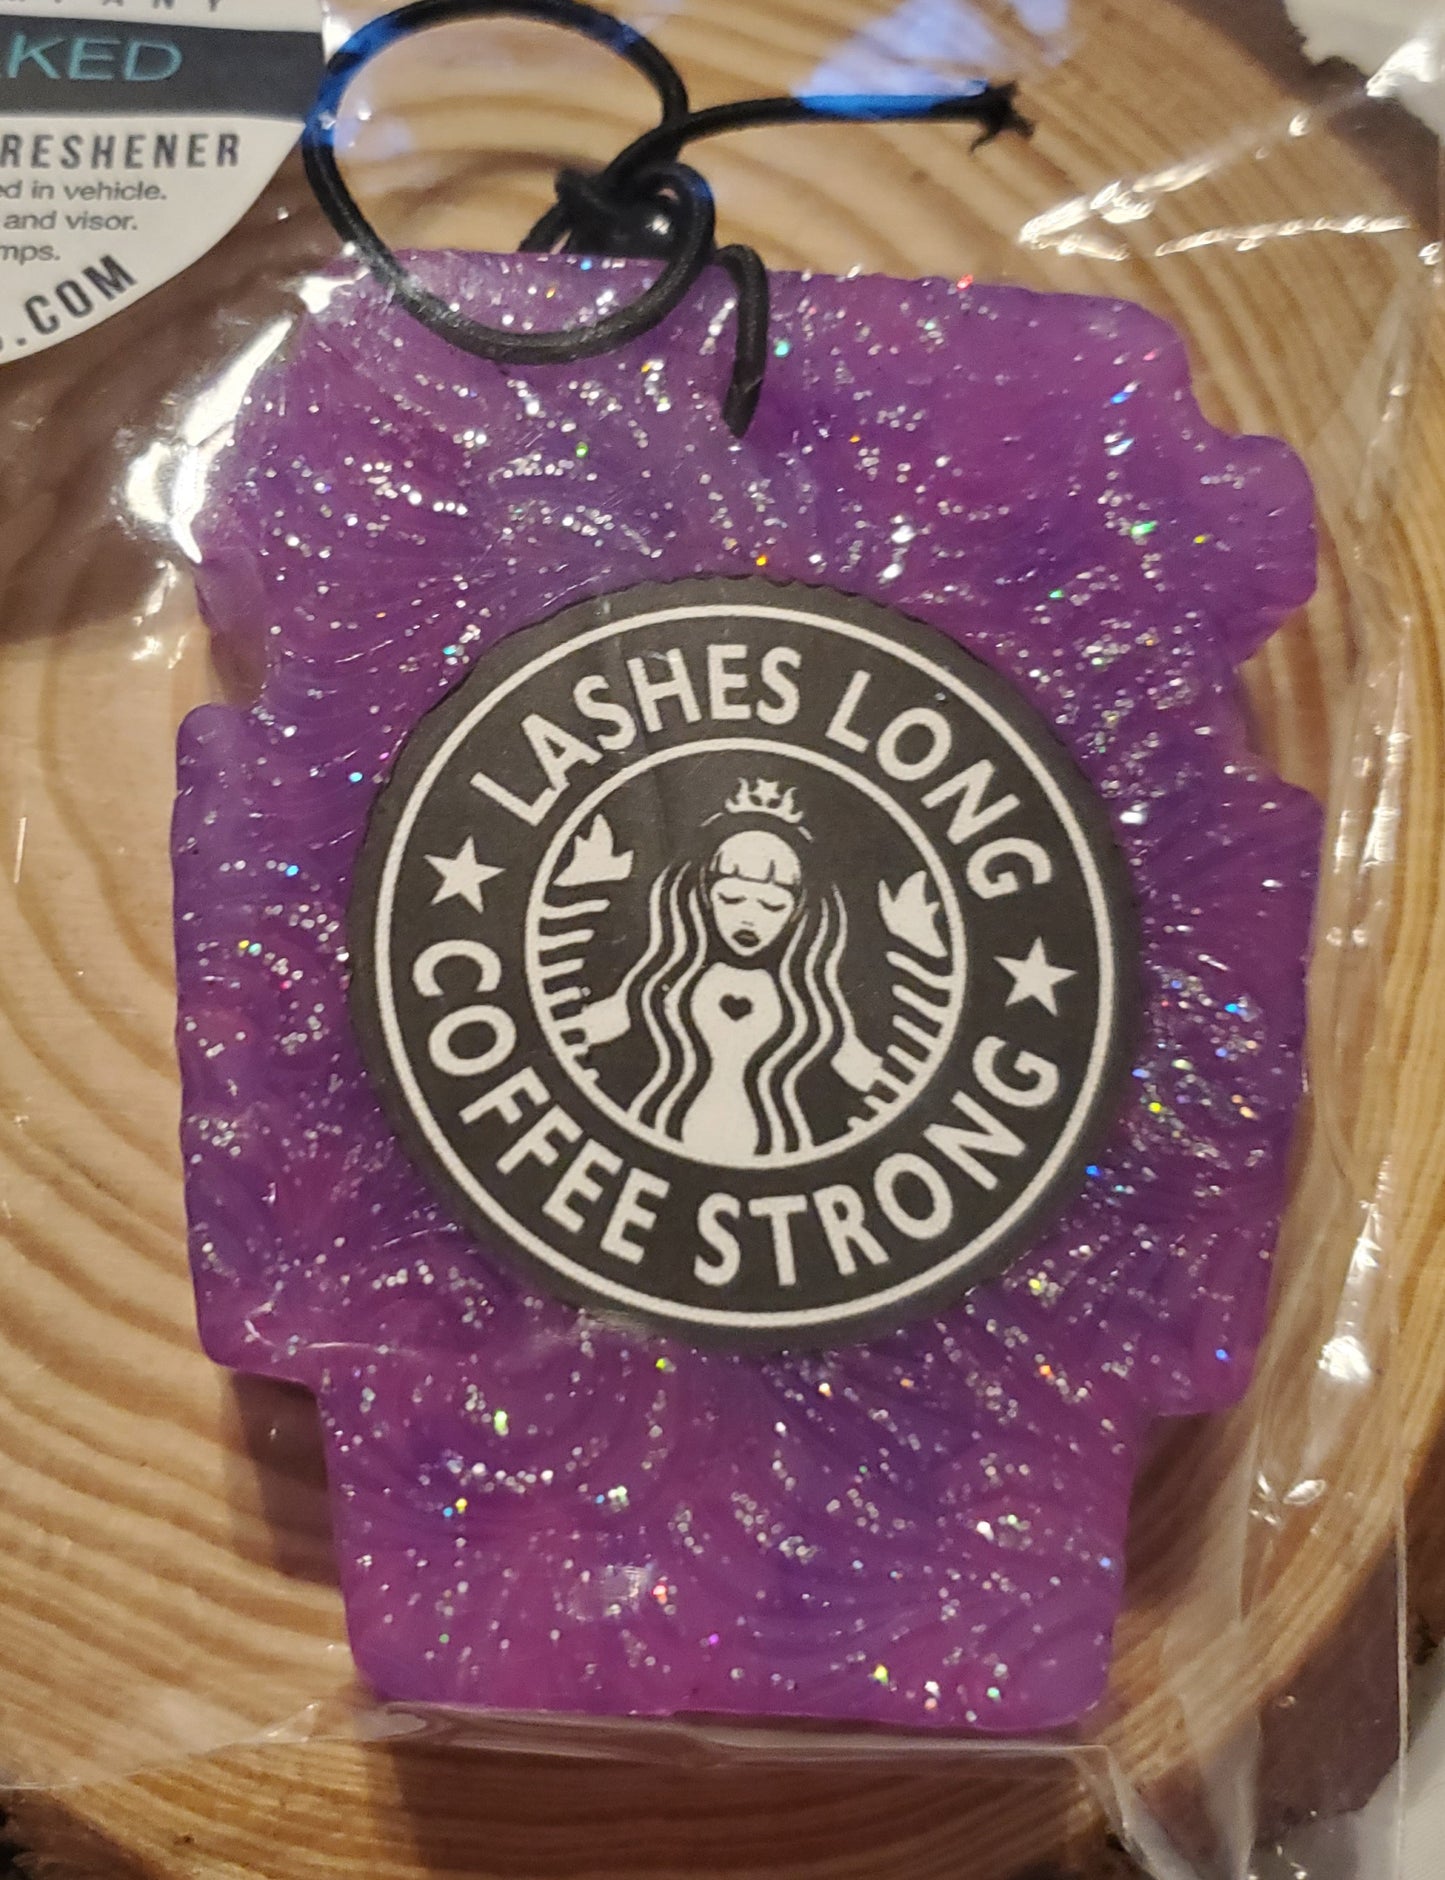 KED
RESHENER
ed in vehicle.
and visor.
mps.
.COM
LASHES LONG
COFFEE STRONG